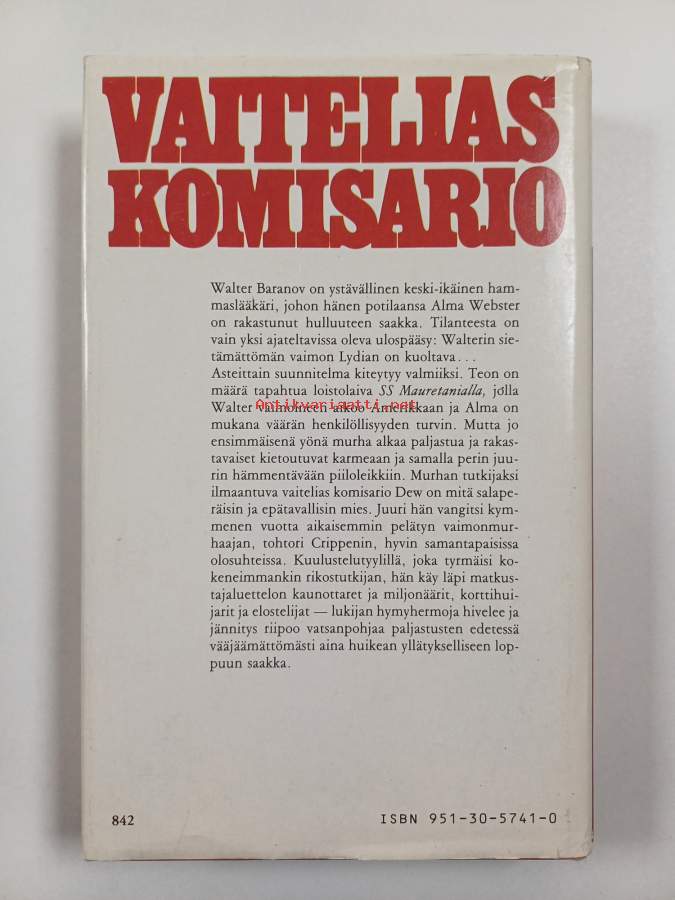 VAITELIAS
KOMISARIO
Walter Baranov on ystävällinen keski-ikäinen ham-
maslääkäri, johon hänen potilaansa Alma Webster
on rakastunut hulluuteen saakka. Tilanteesta on
vain yksi ajateltavissa oleva ulospääsy: Walterin sie-
tämättömän vaimon Lydian on kuoltava...
Asteittain suunnitelma kiteytyy valmiiksi. Teon on
määrä tapahtua loistolaiva SS Mauretanialla, jolla
Antikvariaatti.net
Walter vaimoineen aikoo Amerikkaan ja Alma on
mukana väärän henkilöllisyyden turvin. Mutta jo
ensimmäisenä yönä murha alkaa paljastua ja rakas-
tavaiset kietoutuvat karmeaan ja samalla perin juu-
rin hämmentävään piiloleikkiin. Murhan tutkijaksi
ilmaantuva vaitelias komisario Dew on mitä salape-
räisin ja epätavallisin mies. Juuri hän vangitsi kym-
menen vuotta aikaisemmin pelätyn vaimonmur-
haajan, tohtori Crippenin, hyvin samantapaisissa
olosuhteissa. Kuulustelutyylillä, joka tyrmäisi ko-
keneimmankin rikostutkijan, hän käy läpi matkus-
tajaluettelon kaunottaret ja miljonäärit, korttihui-
jarit ja elostelijat — lukijan hymyhermoja hivelee ja
jännitys riipoo vatsanpohjaa paljastusten edetessä
vääjäämättömästi aina huikean yllätykselliseen lop-
puun saakka.
842
ISBN 951-30-5741-0